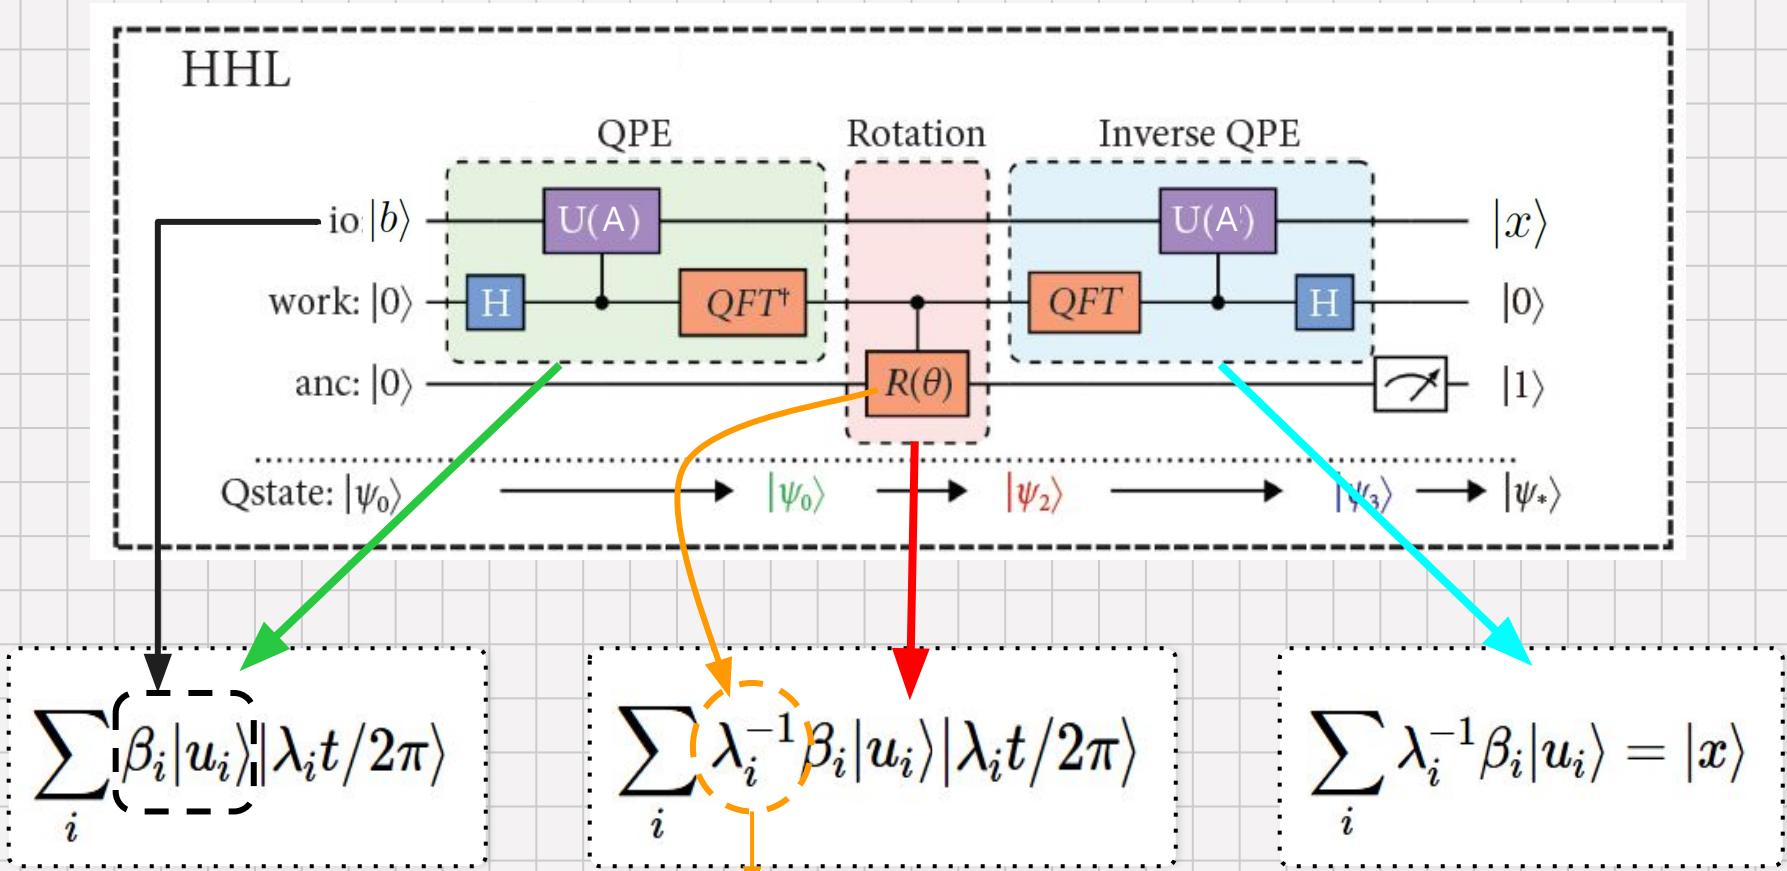 HHL
QPE Rotation Inverse QPE
io: |b⟩ U(A) U(A) |x⟩
work: |0⟩ H QFT† QFT H |0⟩
anc: |0⟩ R(θ) |1⟩
Qstate: |ψ₀⟩ |ψ₀⟩ |ψ₂⟩ |ψ₃⟩ |ψ*⟩
∑ᵢ βᵢ|uᵢ⟩|λᵢt/2π⟩
∑ᵢ λᵢ⁻¹βᵢ|uᵢ⟩|λᵢt/2π⟩
∑ᵢ λᵢ⁻¹βᵢ|uᵢ⟩ = |x⟩